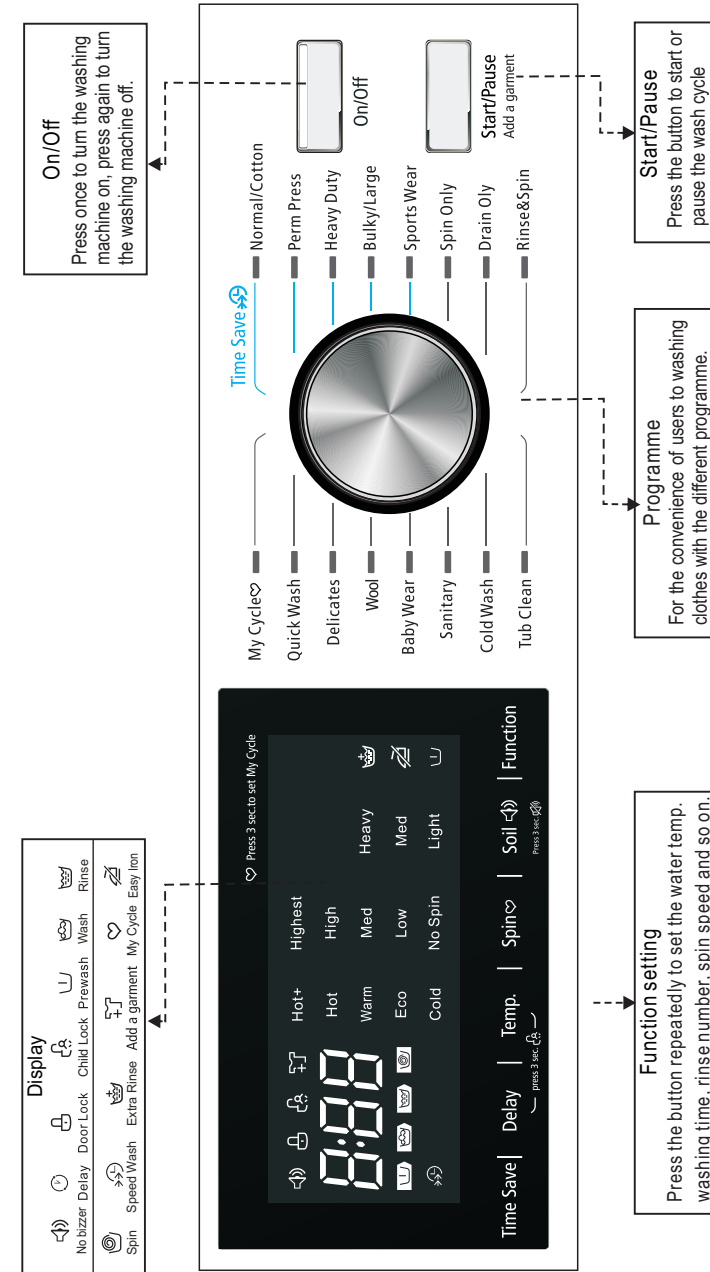 Display
No bizzer Delay Door Lock Child Lock Prewash Wash Rinse
Spin Speed Wash Extra Rinse Add a garment My Cycle Easy Iron
On/Off
Press once to turn the washing
machine on, press again to turn
the washing machine off.
♡ Press 3 sec.to set My Cycle
8:88
Hot+ Highest
Hot High
Warm Med Heavy
Eco Low Med
Cold No Spin Light
Time Save| Delay | Temp. | Spin♡ | Soil | Function
press 3 sec.
Press 3 sec.
My Cycle♡
Quick Wash
Delicates
Wool
Baby Wear
Sanitary
Cold Wash
Tub Clean
Time Save
Normal/Cotton
Perm Press
Heavy Duty
Bulky/Large
Sports Wear
Spin Only
Drain Oly
Rinse&Spin
On/Off
Start/Pause
Add a garment
Function setting
Press the button repeatedly to set the water temp.
washing time, rinse number, spin speed and so on.
Programme
For the convenience of users to washing
clothes with the different programme.
Start/Pause
Press the button to start or
pause the wash cycle